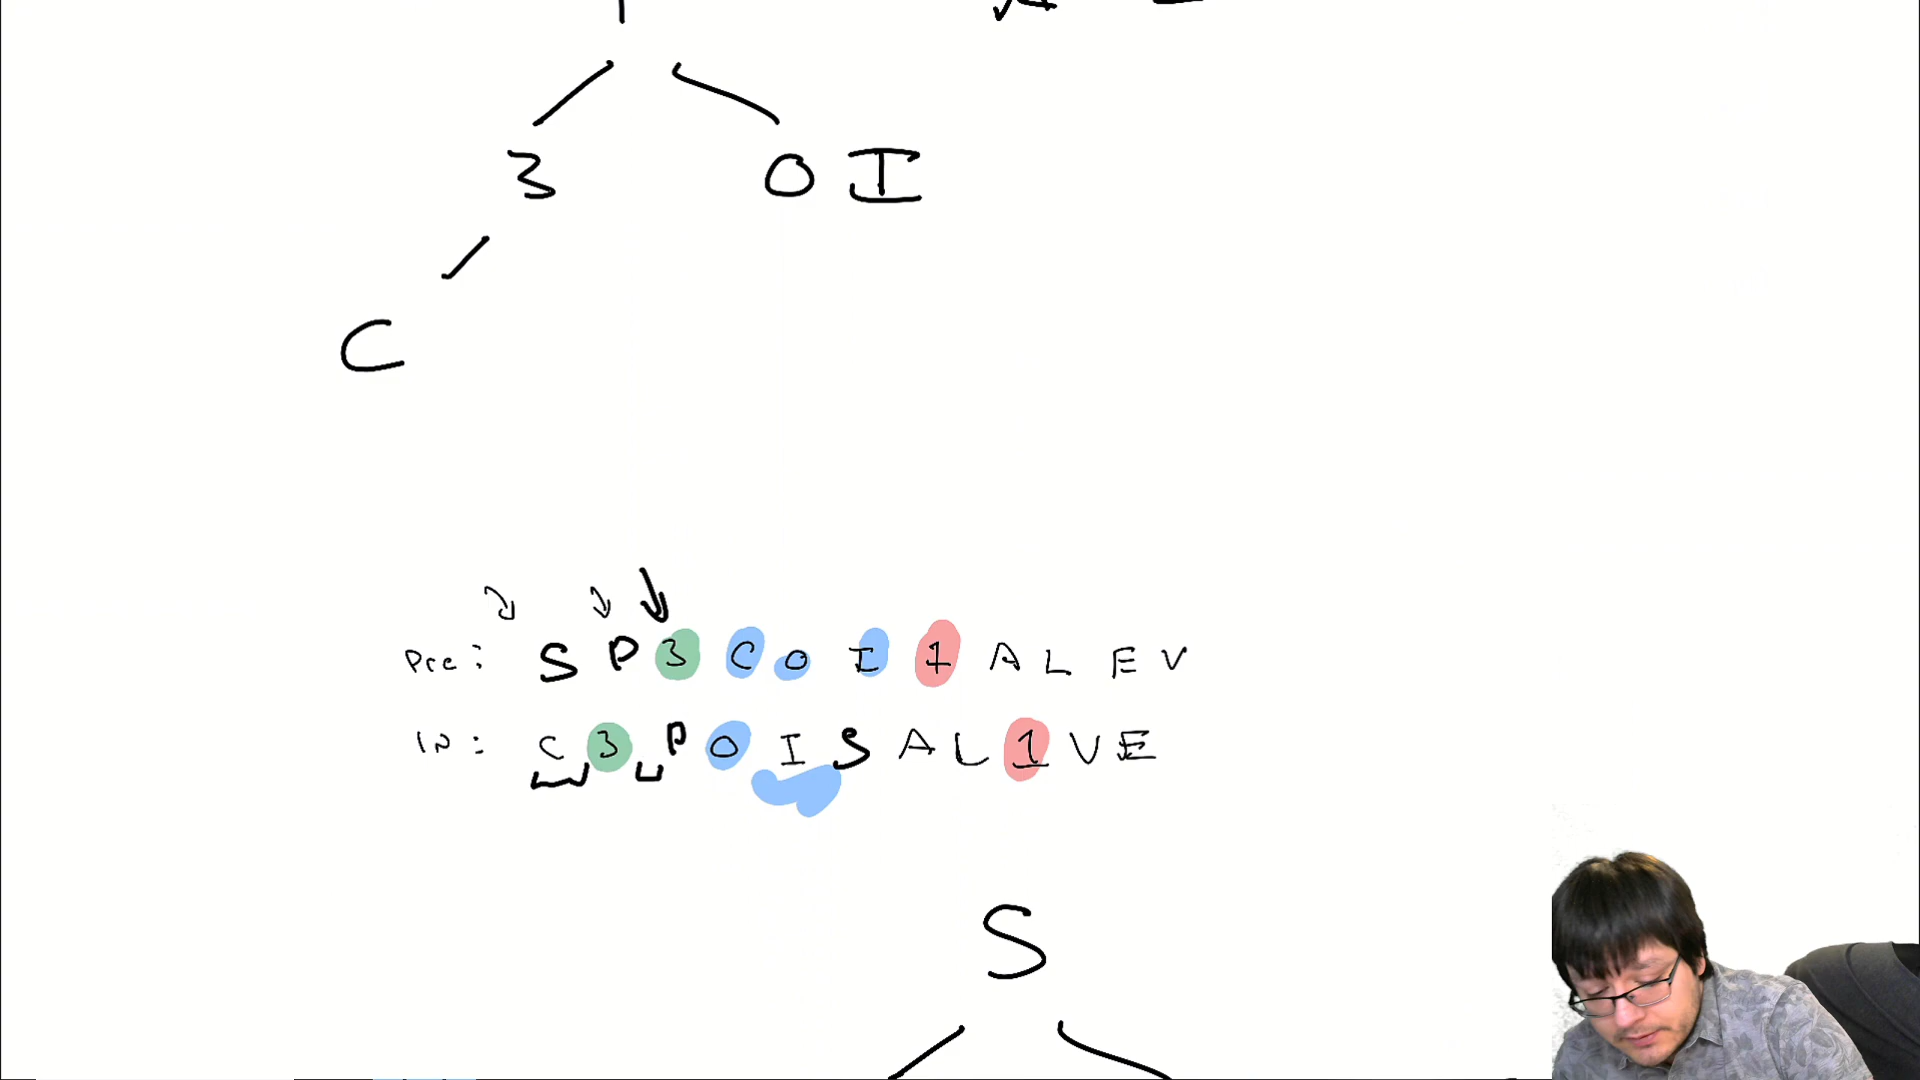 3 O I
C
Pre: S P 3 C O I 1 A L E V
IN: C 3 P O I S A L 1 V E
S